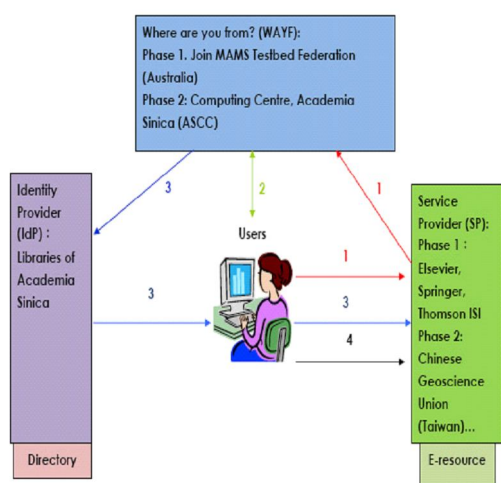 Where are you from? (WAYF):
Phase 1. Join MAMS Testbed Federation
(Australia)
Phase 2: Computing Centre, Academia
Sinica (ASCC)
3
2
1
Identity
Provider
(IdP) :
Libraries of
Academia
Sinica
Users
Service
Provider (SP):
Phase 1 :
Elsevier,
Springer,
Thomson ISI
Phase 2:
Chinese
Geoscience
Union
(Taiwan)...
1
3
3
4
Directory
E-resource